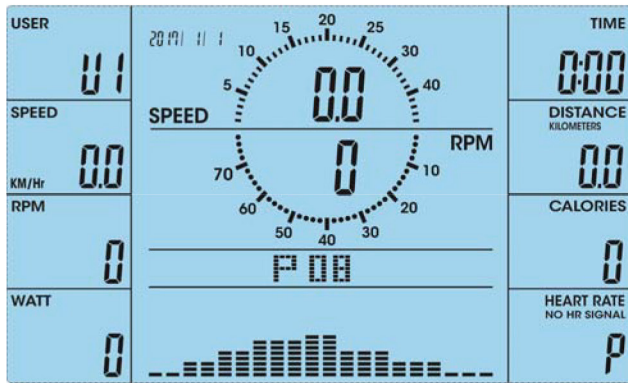 USER
U1
SPEED
KM/Hr 0.0
RPM
0
WATT
0
2017/ 1/ 1
5 10 15 20 25 30 40
0.0
SPEED
RPM
0
70 60 50 40 30 20 10
P08
TIME
0:00
DISTANCE
KILOMETERS
0.0
CALORIES
0
HEART RATE
NO HR SIGNAL
P